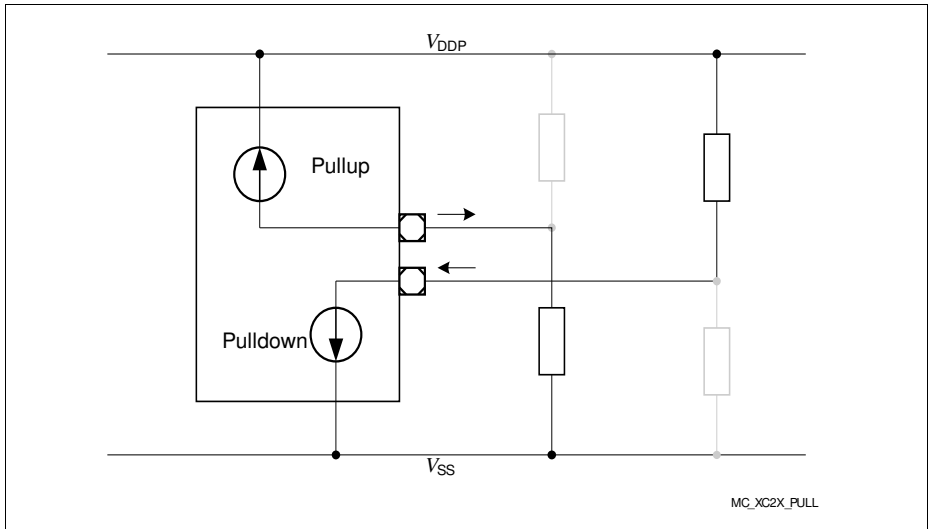 VDDP
Pullup
Pulldown
VSS
MC_XC2X_PULL